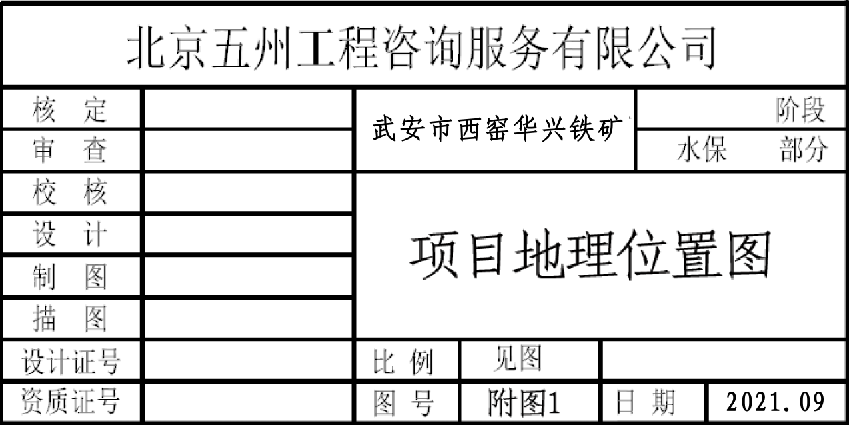 北京五州工程咨询服务有限公司
核 定
武安市西窑华兴铁矿
阶段
审 查
水保 部分
校 核
设 计
项目地理位置图
制 图
描 图
设计证号
比 例
见图
资质证号
图 号
附图1
日 期
2021.09